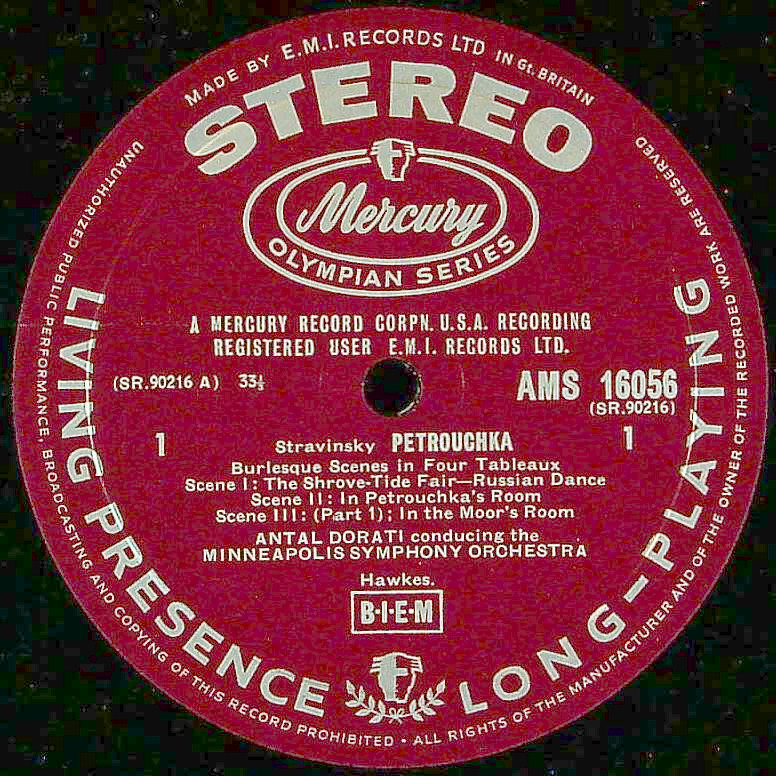 MADE BY E.M.I. RECORDS LTD IN Gt. BRITAIN
STEREO
Mercury
OLYMPIAN SERIES
A MERCURY RECORD CORPN. U.S.A. RECORDING
REGISTERED USER E.M.I. RECORDS LTD.
(SR.90216 A) 33⅓
AMS 16056
(SR.90216)
1
1
Stravinsky PETROUCHKA
Burlesque Scenes in Four Tableaux
Scene I: The Shrove-Tide Fair—Russian Dance
Scene II: In Petrouchka's Room
Scene III: (Part 1); In the Moor's Room
ANTAL DORATI conducting the
MINNEAPOLIS SYMPHONY ORCHESTRA
Hawkes.
B·I·E·M
LIVING PRESENCE
LONG-PLAYING
UNAUTHORIZED PUBLIC PERFORMANCE, BROADCASTING AND COPYING OF THIS RECORD PROHIBITED • ALL RIGHTS OF THE MANUFACTURER AND OF THE OWNER OF THE RECORDED WORK ARE RESERVED